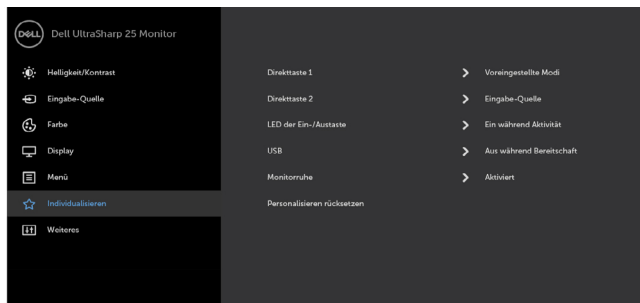 DELL Dell UltraSharp 25 Monitor
Helligkeit/Kontrast Direkttaste 1 Voreingestellte Modi
Eingabe-Quelle Direkttaste 2 Eingabe-Quelle
Farbe LED der Ein-/Austaste Ein während Aktivität
Display USB Aus während Bereitschaft
Menü Monitorruhe Aktiviert
Individualisieren Personalisieren rücksetzen
Weiteres